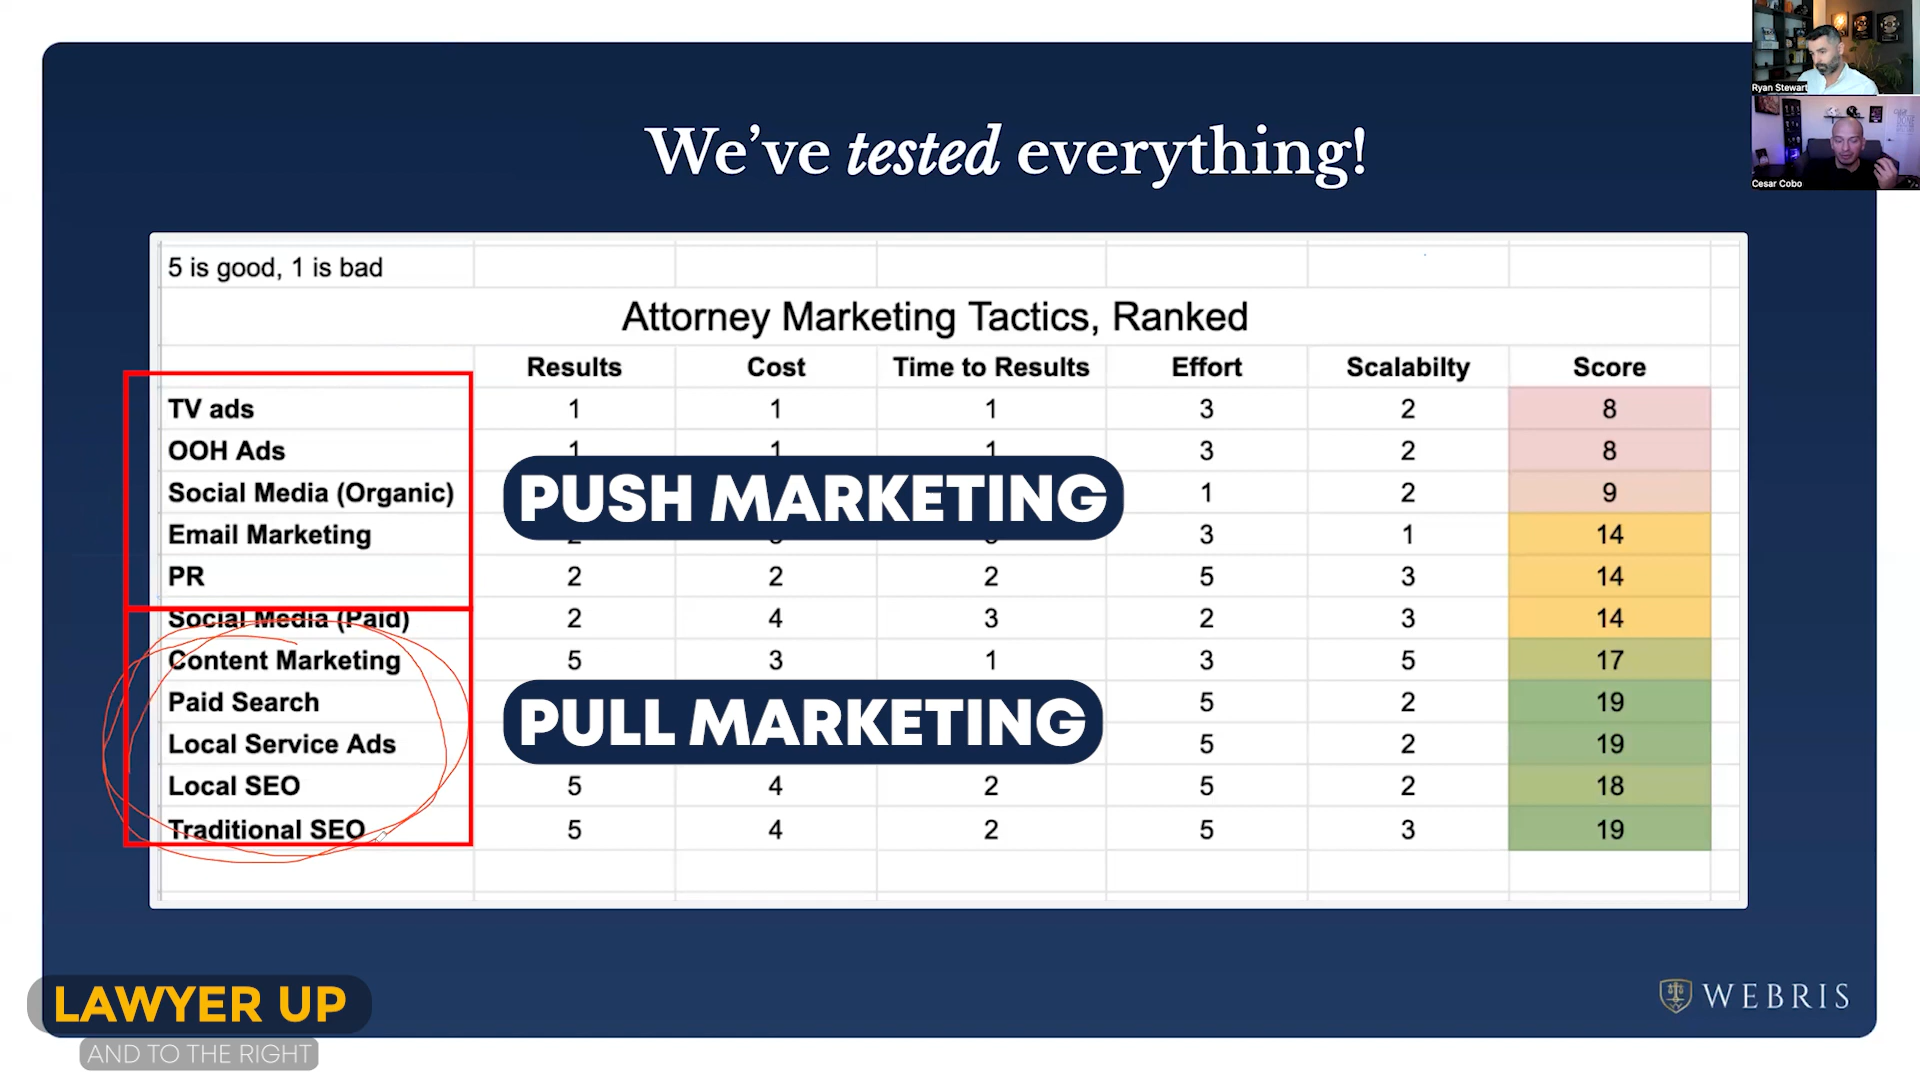 Ryan Stewart
Cesar Cobo
We've tested everything!
5 is good, 1 is bad
Attorney Marketing Tactics, Ranked
Results Cost Time to Results Effort Scalabilty Score
TV ads 1 1 1 3 2 8
OOH Ads 1 1 1 3 2 8
Social Media (Organic) 1 2 9
PUSH MARKETING
Email Marketing 3 1 14
PR 2 2 2 5 3 14
Social Media (Paid) 2 4 3 2 3 14
Content Marketing 5 3 1 3 5 17
Paid Search 5 2 19
PULL MARKETING
Local Service Ads 5 2 19
Local SEO 5 4 2 5 2 18
Traditional SEO 5 4 2 5 3 19
LAWYER UP
AND TO THE RIGHT
WEBRIS